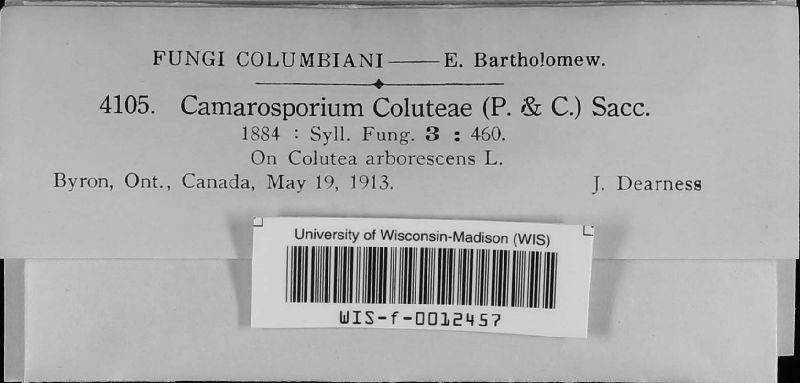 FUNGI COLUMBIANI — E. Bartholomew.
4105. Camarosporium Coluteae (P. & C.) Sacc.
1884 : Syll. Fung. 3 : 460.
On Colutea arborescens L.
Byron, Ont., Canada, May 19, 1913. J. Dearness
University of Wisconsin-Madison (WIS)
WIS-f-0012457